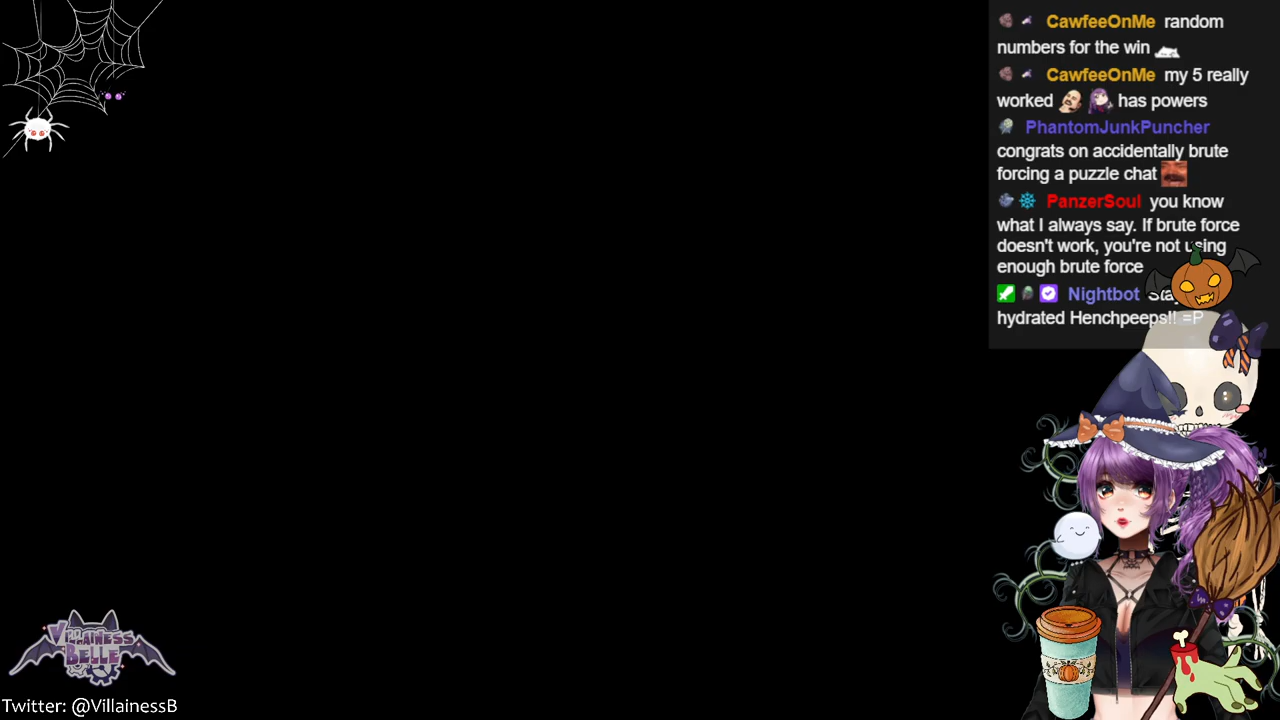 CawfeeOnMe random
numbers for the win
CawfeeOnMe my 5 really
worked has powers
PhantomJunkPuncher
congrats on accidentally brute
forcing a puzzle chat
PanzerSoul you know
what I always say. If brute force
doesn't work, you're not using
enough brute force
Nightbot Stay
hydrated Henchpeeps!! =P
VILLAINESS
BELLE
Twitter: @VillainessB